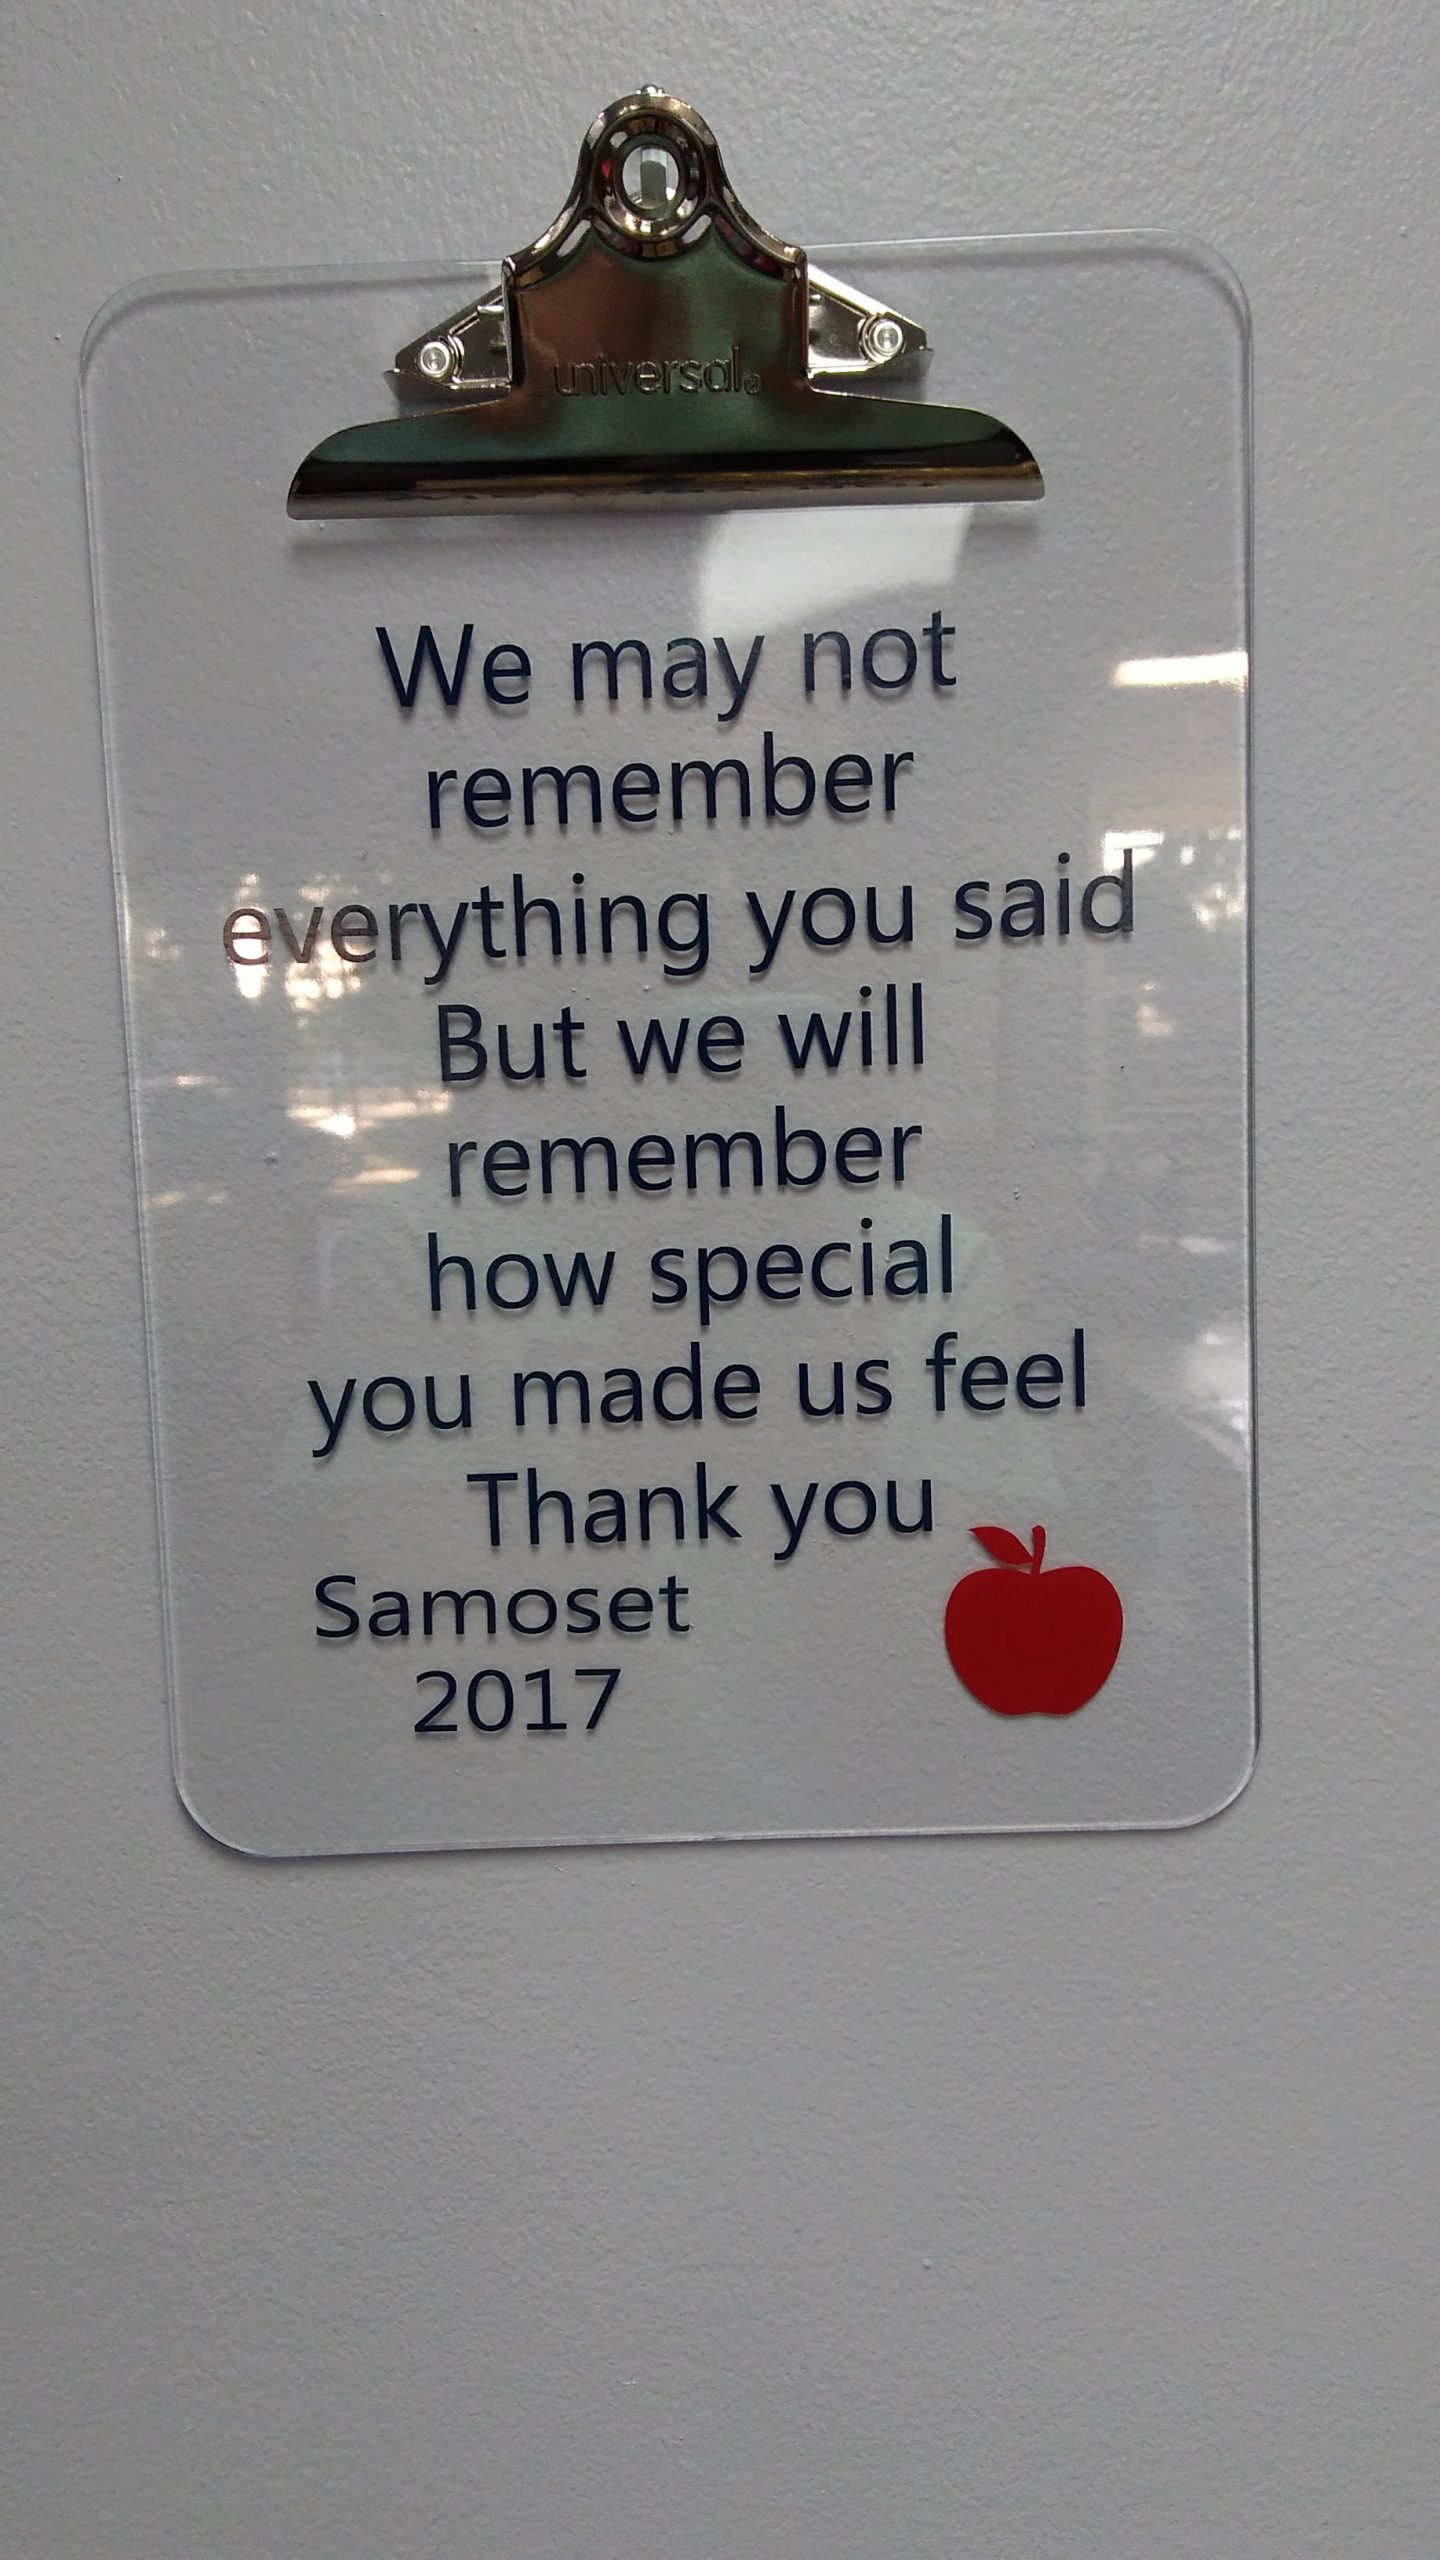 universal®
We may not
remember
everything you said
But we will
remember
how special
you made us feel
Thank you
Samoset
2017